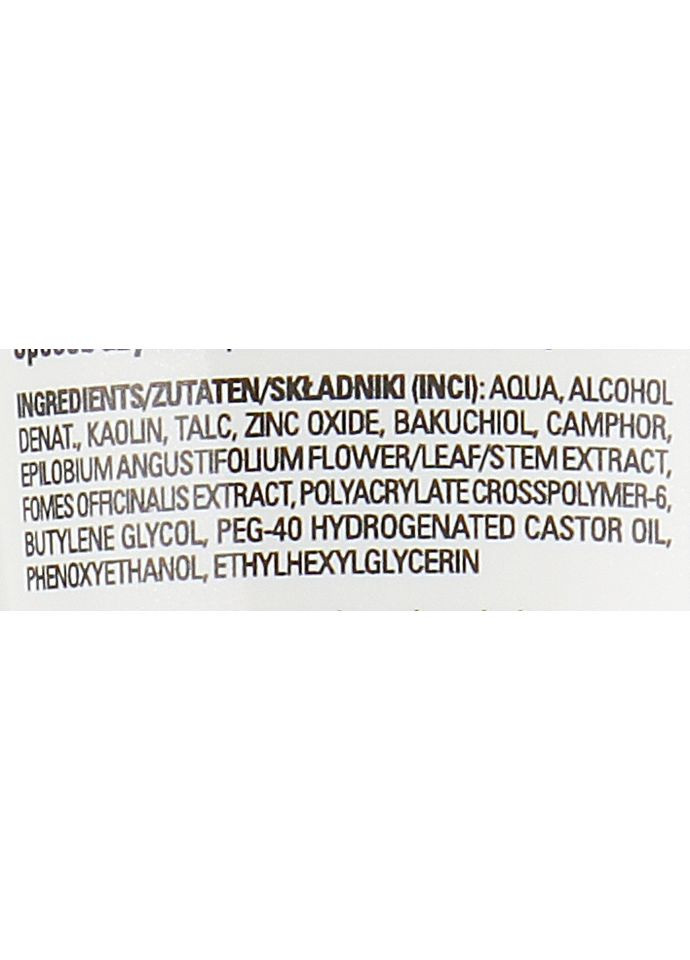 INGREDIENTS/ZUTATEN/SKŁADNIKI (INCI): AQUA, ALCOHOL
DENAT., KAOLIN, TALC, ZINC OXIDE, BAKUCHIOL, CAMPHOR,
EPILOBIUM ANGUSTIFOLIUM FLOWER/LEAF/STEM EXTRACT,
FOMES OFFICINALIS EXTRACT, POLYACRYLATE CROSSPOLYMER-6,
BUTYLENE GLYCOL, PEG-40 HYDROGENATED CASTOR OIL,
PHENOXYETHANOL, ETHYLHEXYLGLYCERIN